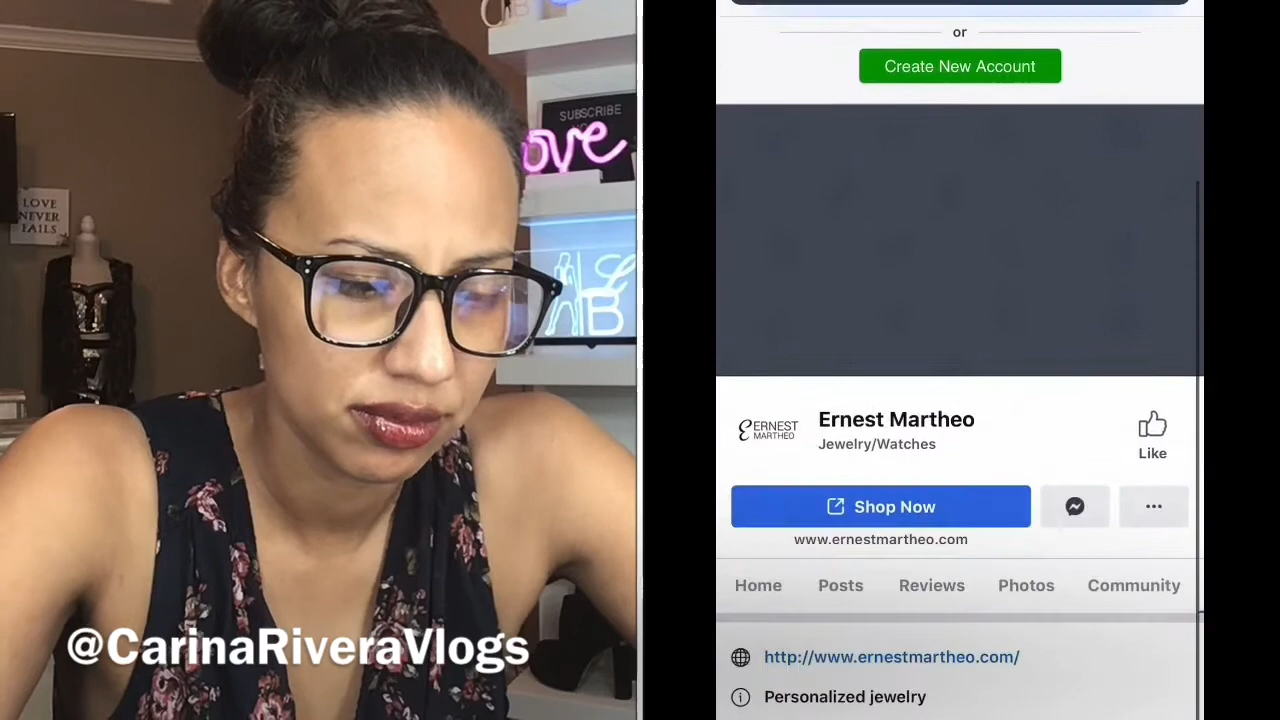 SUBSCRIBE
ove
LOVE
NEVER
FAILS
L
B
@CarinaRiveraVlogs
or
Create New Account
ERNEST
MARTHEO
Ernest Martheo
Jewelry/Watches
Like
Shop Now
www.ernestmartheo.com
Home Posts Reviews Photos Community
http://www.ernestmartheo.com/
Personalized jewelry